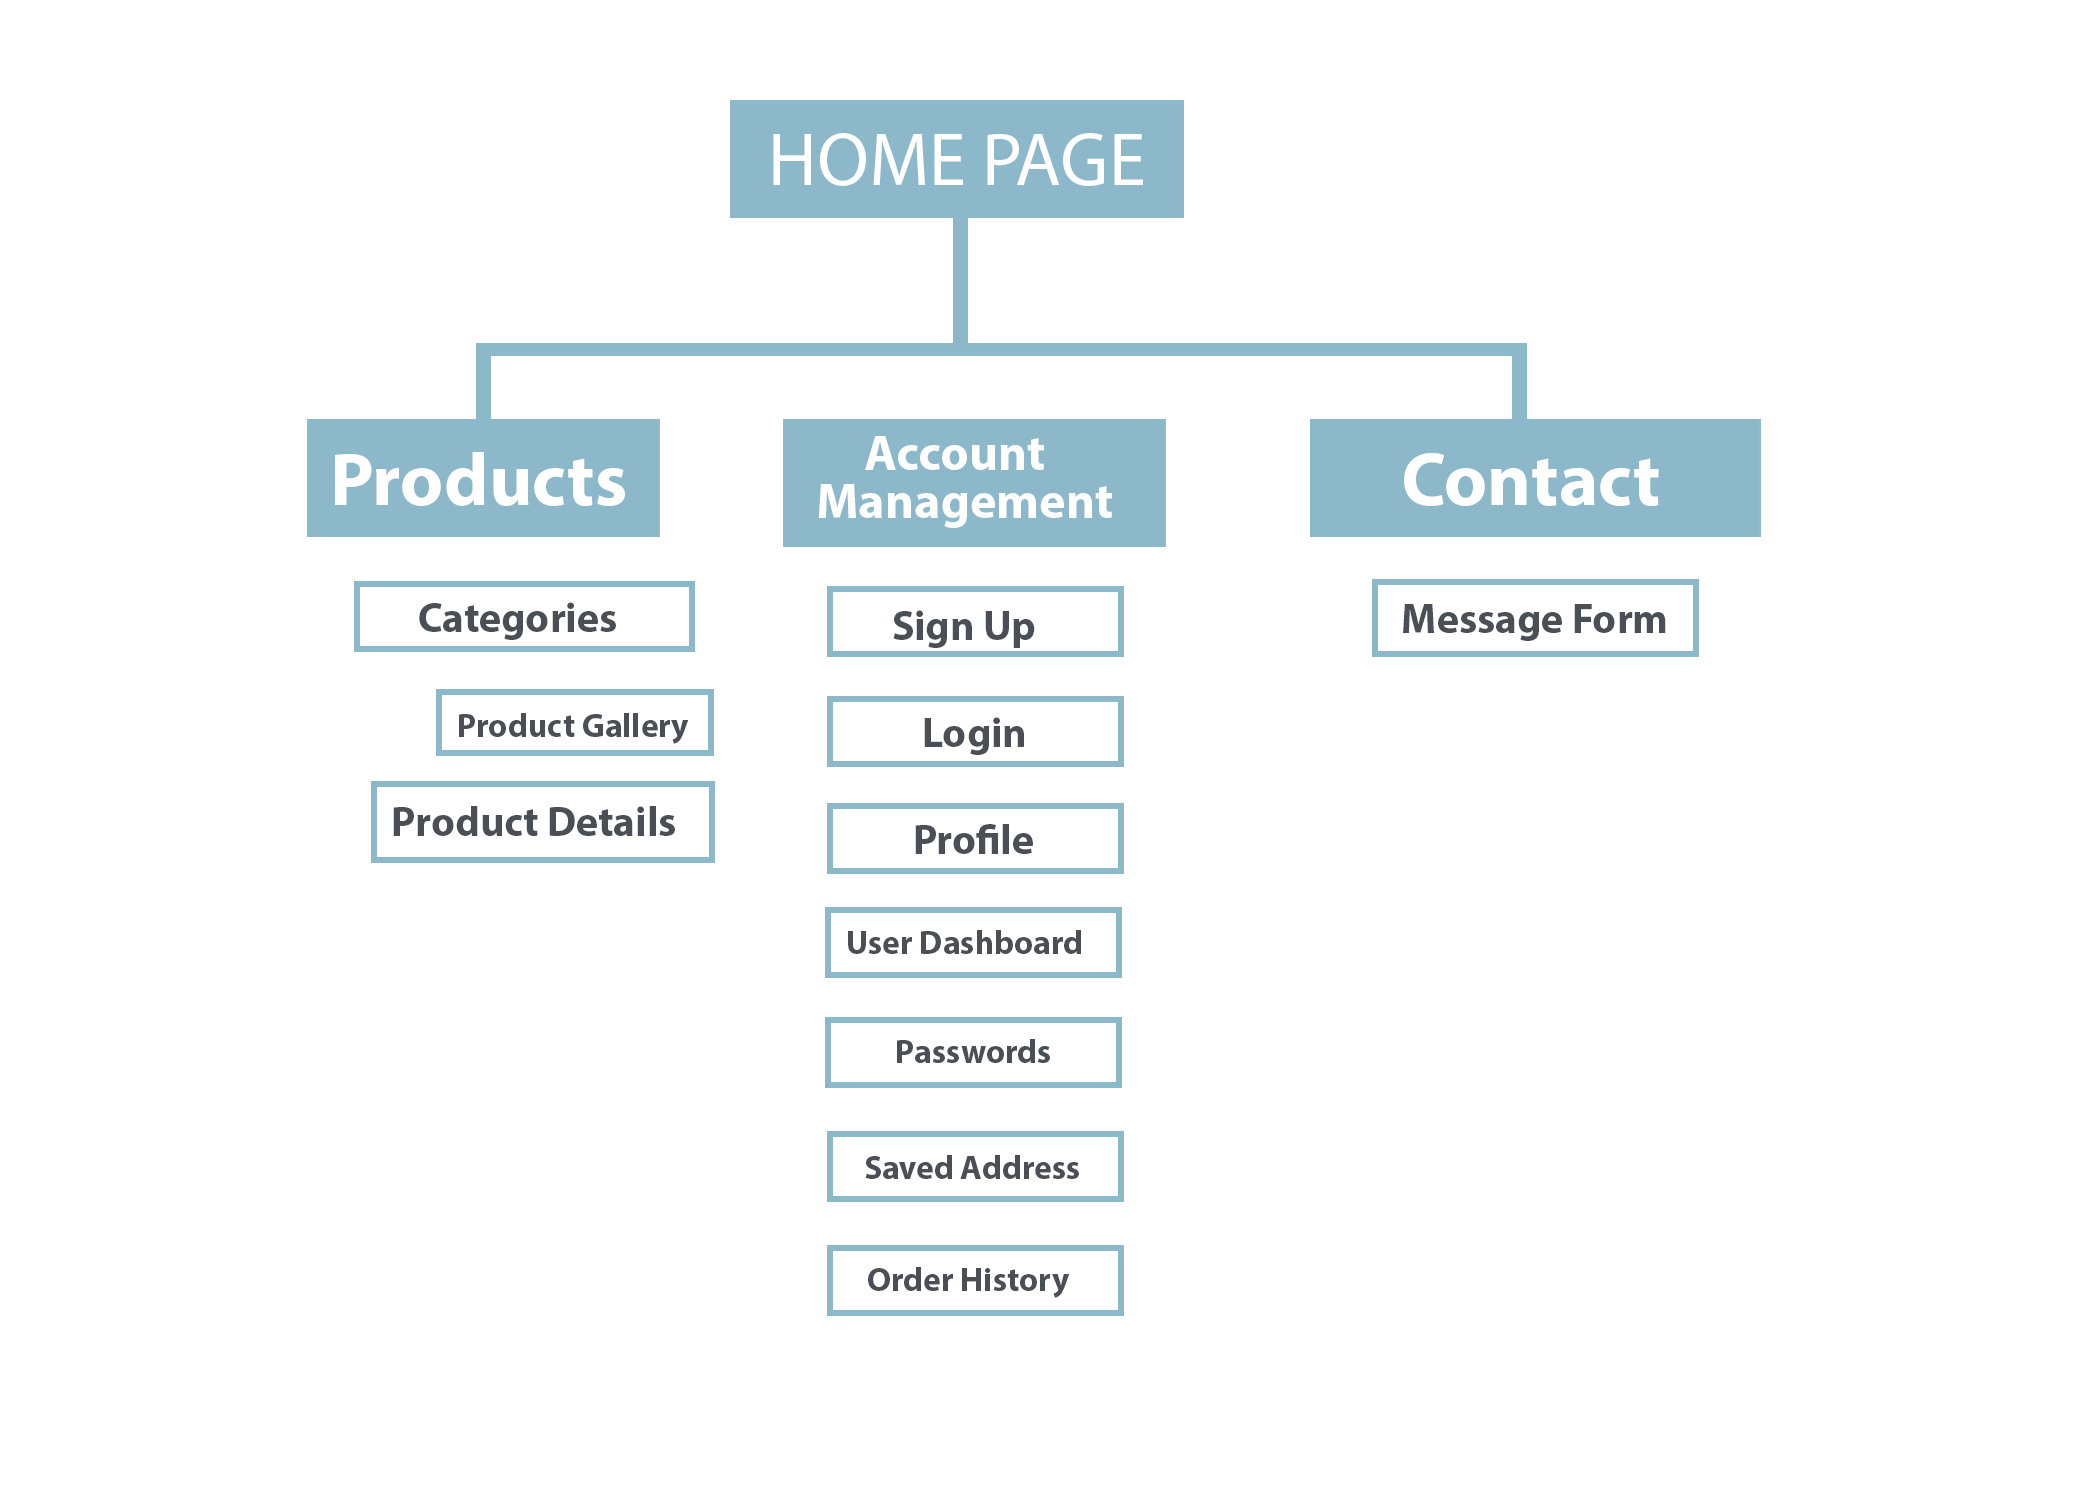 HOME PAGE
Products
Account
Management
Contact
Categories
Product Gallery
Product Details
Sign Up
Login
Profile
User Dashboard
Passwords
Saved Address
Order History
Message Form